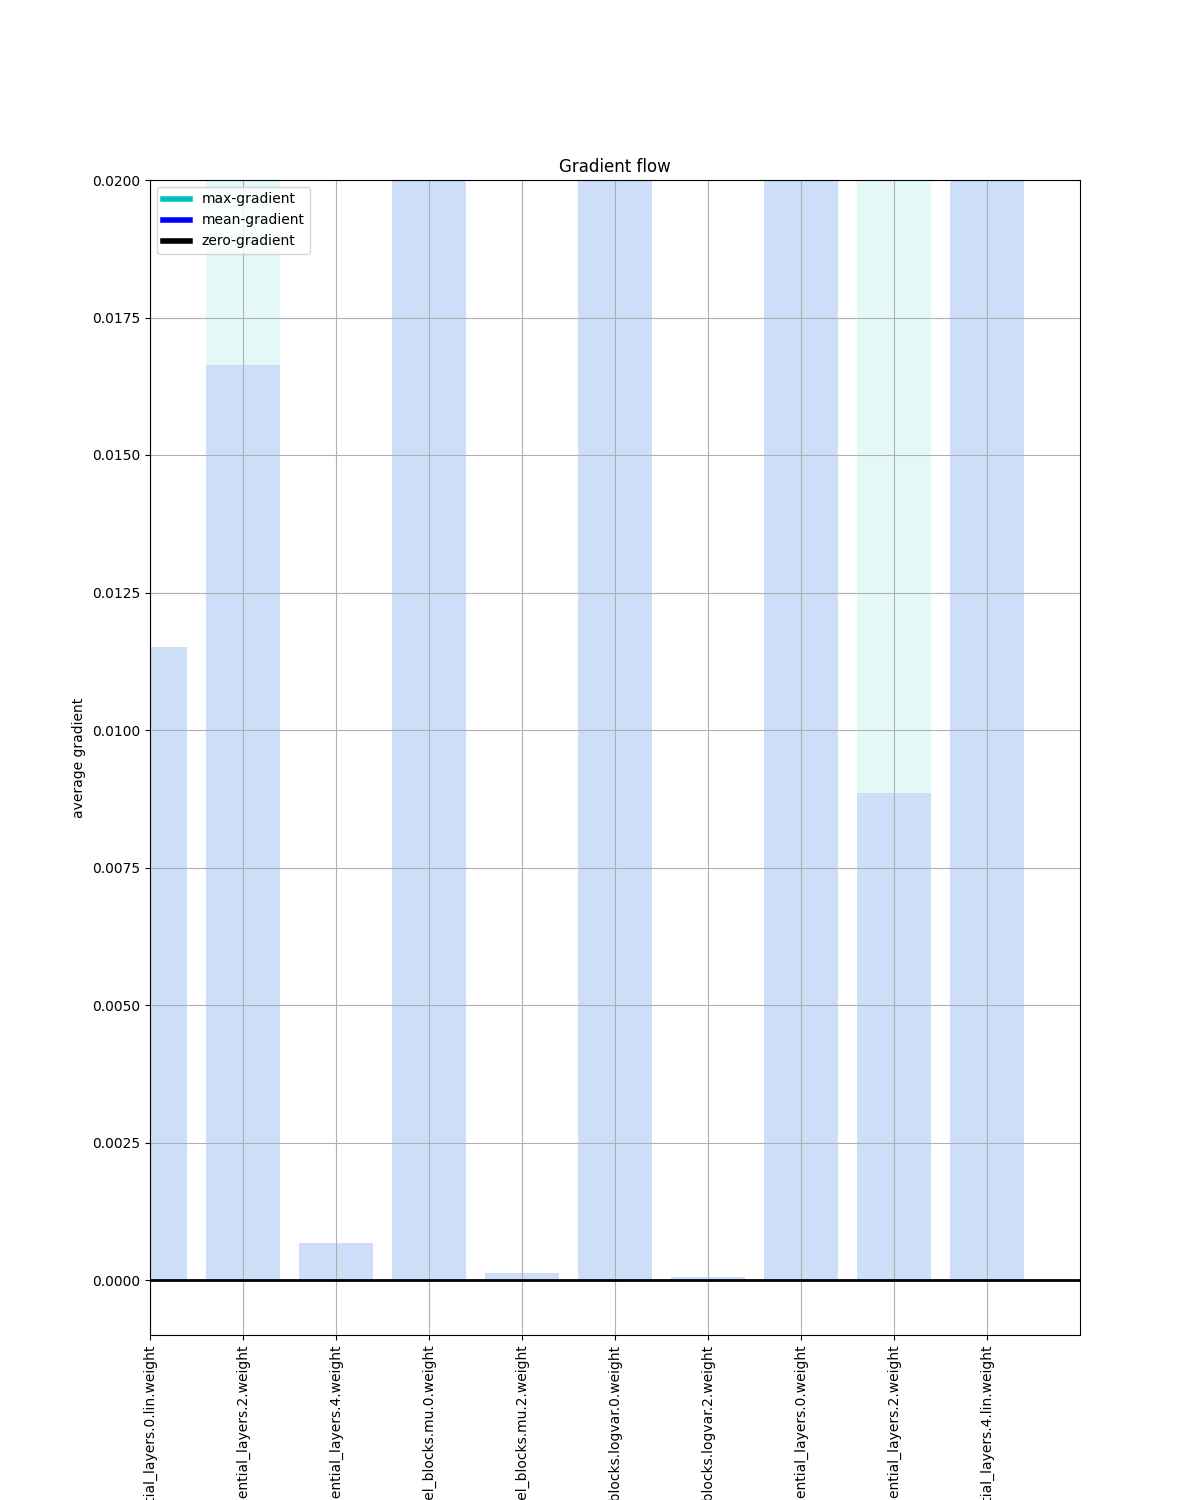 Gradient flow
max-gradient
mean-gradient
zero-gradient
0.0200
0.0175
0.0150
0.0125
0.0100
0.0075
0.0050
0.0025
0.0000
average gradient
tial_layers.0.lin.weight
ential_layers.2.weight
ential_layers.4.weight
el_blocks.mu.0.weight
el_blocks.mu.2.weight
blocks.logvar.0.weight
blocks.logvar.2.weight
ential_layers.0.weight
ential_layers.2.weight
tial_layers.4.lin.weight